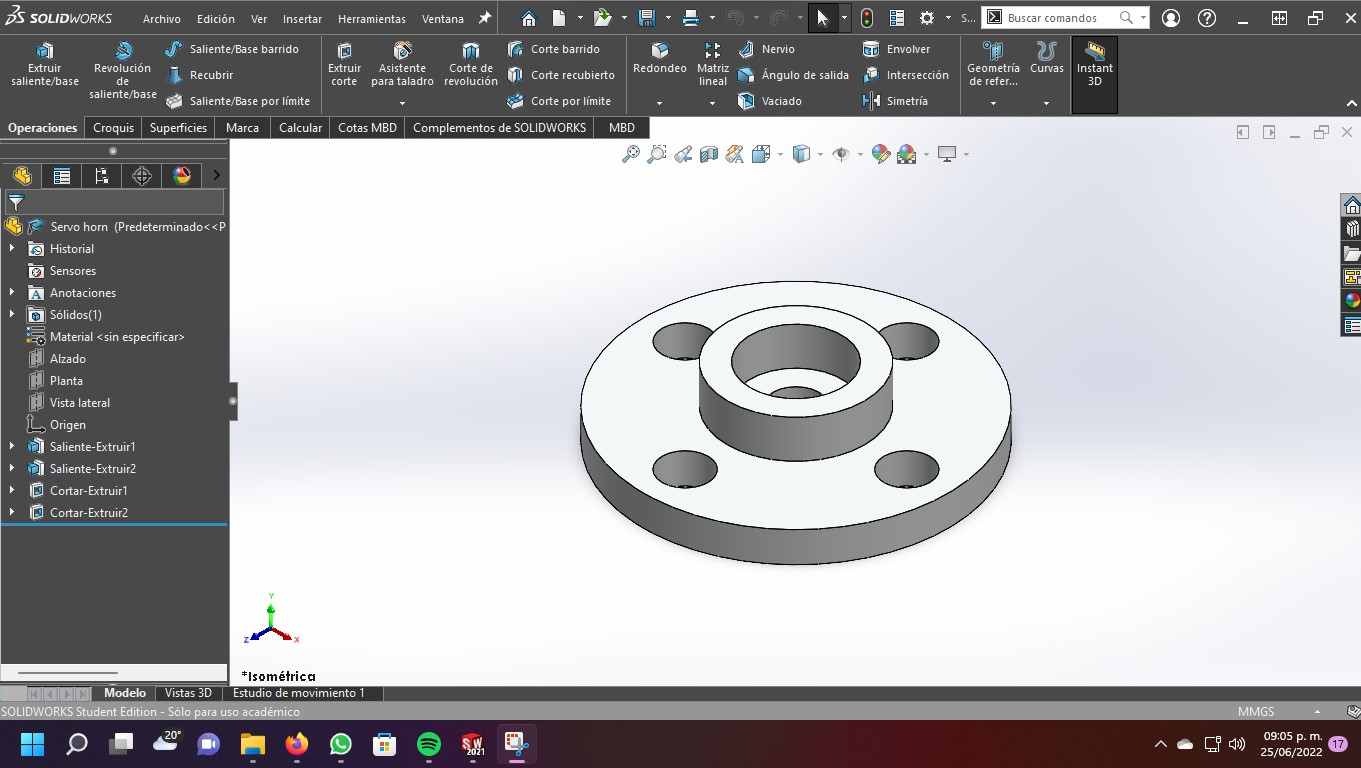 SOLIDWORKS Archivo Edición Ver Insertar Herramientas Ventana S... Buscar comandos
Extruir saliente/base
Revolución de saliente/base
Saliente/Base barrido
Recubrir
Saliente/Base por límite
Extruir corte
Asistente para taladro
Corte de revolución
Corte barrido
Corte recubierto
Corte por límite
Redondeo
Matriz lineal
Nervio
Ángulo de salida
Vaciado
Envolver
Intersección
Simetría
Geometría de refer...
Curvas
Instant 3D
Operaciones Croquis Superficies Marca Calcular Cotas MBD Complementos de SOLIDWORKS MBD
Servo horn (Predeterminado<<P
Historial
Sensores
A Anotaciones
Sólidos(1)
Material <sin especificar>
Alzado
Planta
Vista lateral
Origen
Saliente-Extruir1
Saliente-Extruir2
Cortar-Extruir1
Cortar-Extruir2
Y
Z X
*Isométrica
Modelo Vistas 3D Estudio de movimiento 1
SOLIDWORKS Student Edition - Sólo para uso académico MMGS
20°
SW 2021
09:05 p. m.
25/06/2022
17